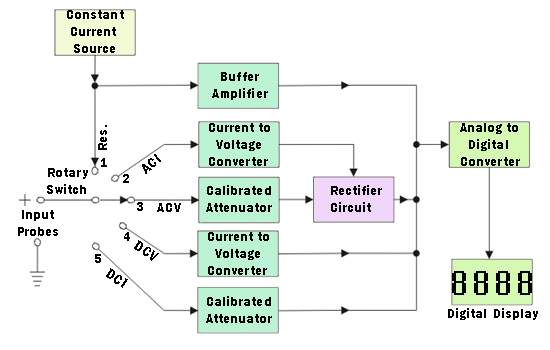 Constant
Current
Source
Buffer
Amplifier
Res.
1
Current to
Voltage
Converter
Analog to
Digital
Converter
2
ACI
Rotary
Switch
3
ACV
Calibrated
Attenuator
Rectifier
Circuit
+
Input
Probes
4
DCV
Current to
Voltage
Converter
5
DCI
Calibrated
Attenuator
8888
Digital Display